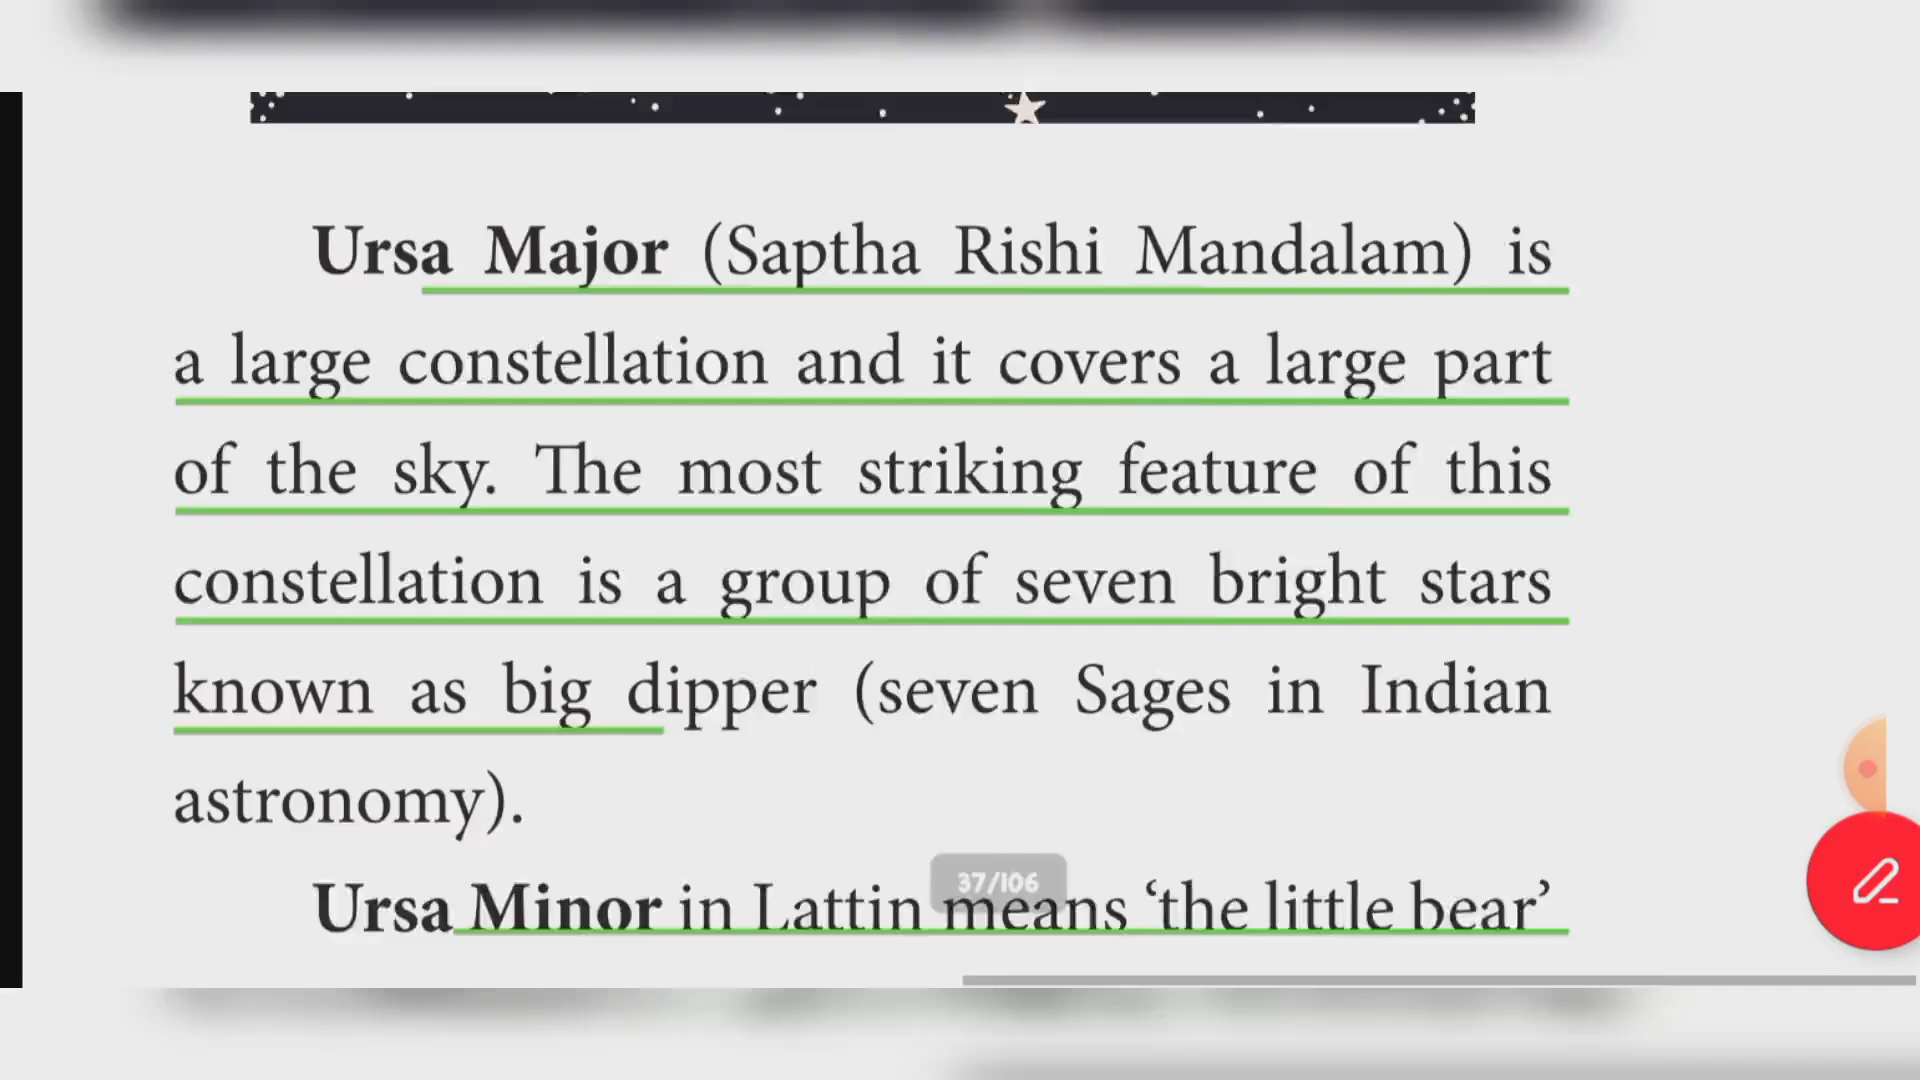 Ursa Major (Saptha Rishi Mandalam) is
a large constellation and it covers a large part
of the sky. The most striking feature of this
constellation is a group of seven bright stars
known as big dipper (seven Sages in Indian
astronomy).
37/106
Ursa Minor in Lattin means ‘the little bear’